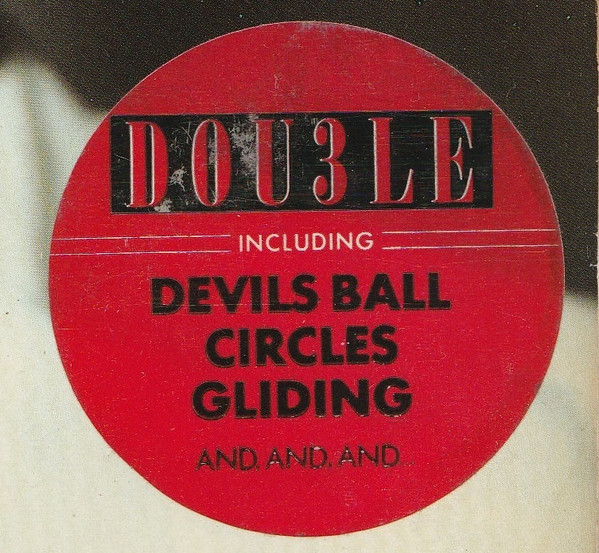 DOU3LE
INCLUDING
DEVILS BALL
CIRCLES
GLIDING
AND. AND. AND...